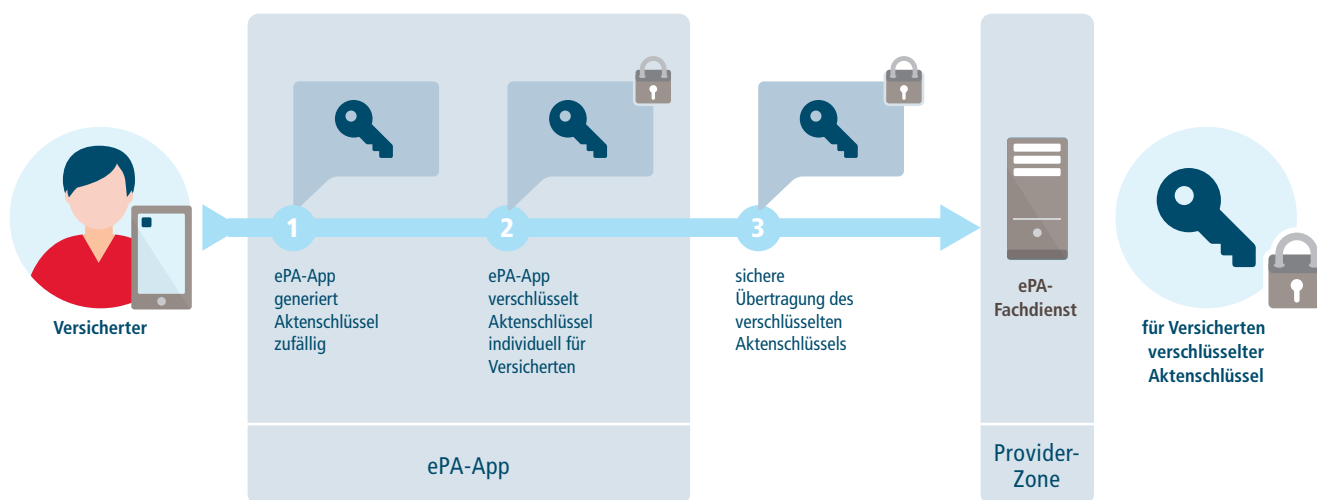 1
2
3
Versicherter
ePA-App
generiert
Aktenschlüssel
zufällig
ePA-App
verschlüsselt
Aktenschlüssel
individuell für
Versicherten
sichere
Übertragung des
verschlüsselten
Aktenschlüssels
ePA-
Fachdienst
für Versicherten
verschlüsselter
Aktenschlüssel
ePA-App
Provider-
Zone